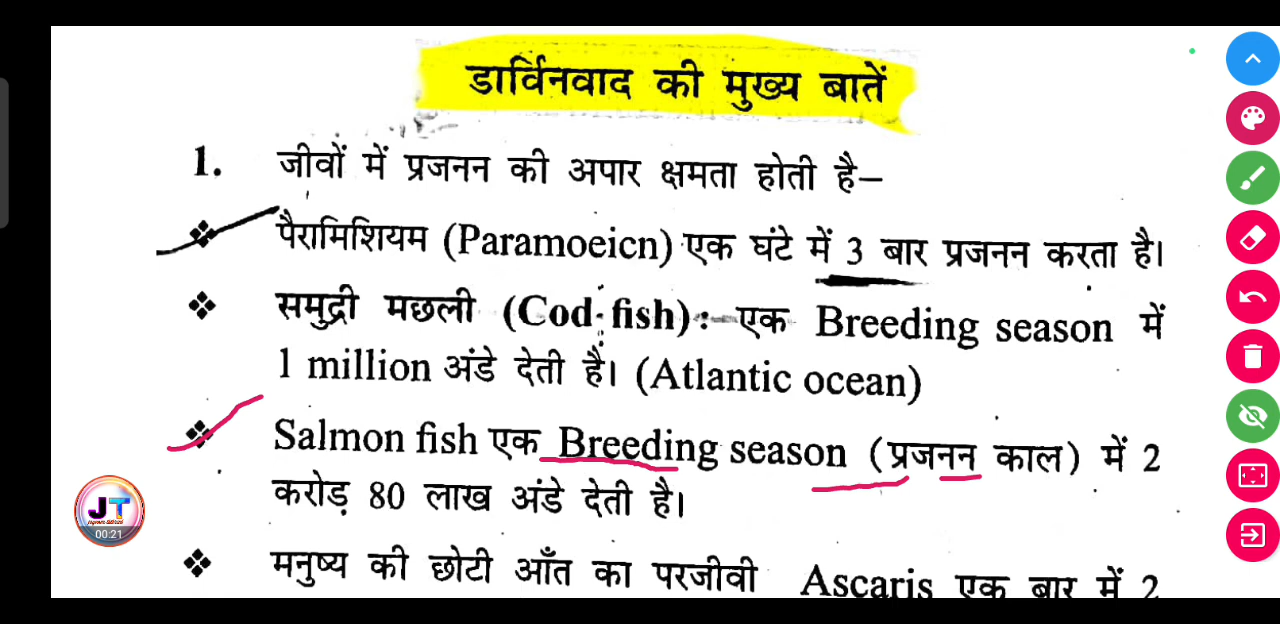 डार्विनवाद की मुख्य बातें
1. जीवों में प्रजनन की अपार क्षमता होती है–
❖ पैरामिशियम (Paramoeicn) एक घंटे में 3 बार प्रजनन करता है।
❖ समुद्री मछली (Cod fish):– एक Breeding season में
1 million अंडे देती हैं। (Atlantic ocean)
❖ Salmon fish एक Breeding season (प्रजनन काल) में 2
करोड़ 80 लाख अंडे देती है।
JT
00:21
❖ मनुष्य की छोटी आँत का परजीवी Ascaris एक बार में 2